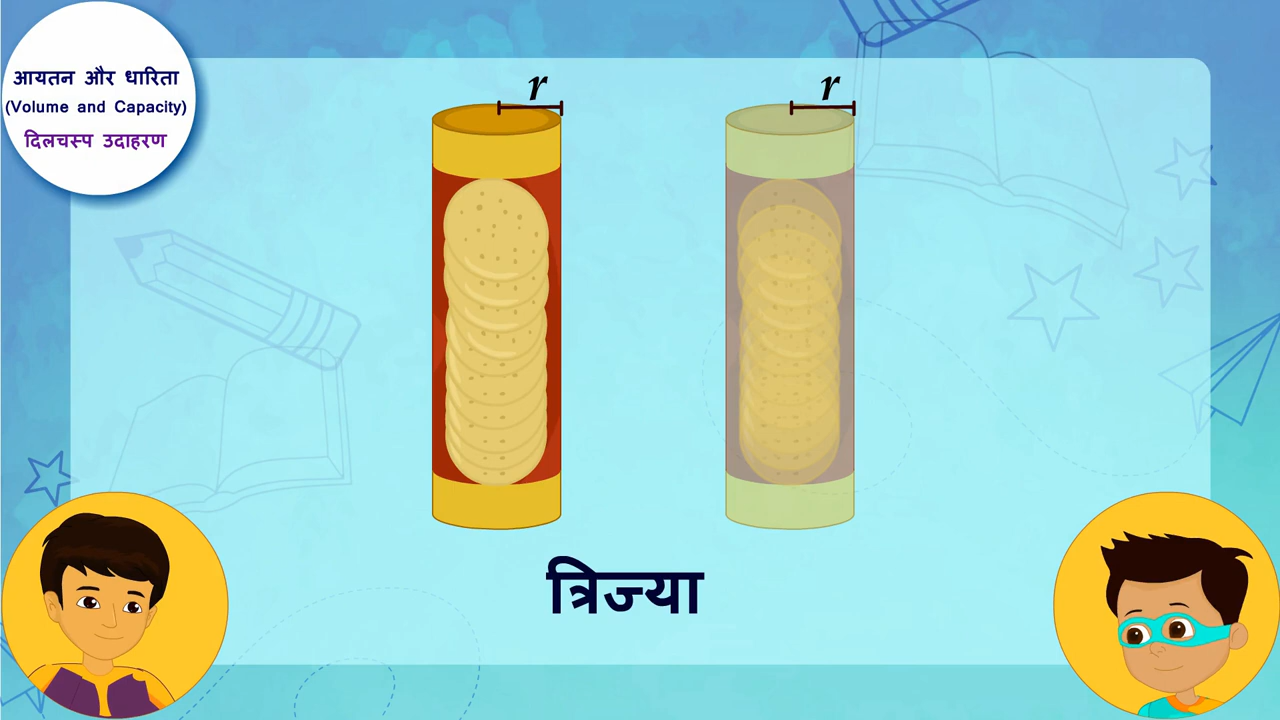 आयतन और धारिता
(Volume and Capacity)
दिलचस्प उदाहरण
r
r
त्रिज्या